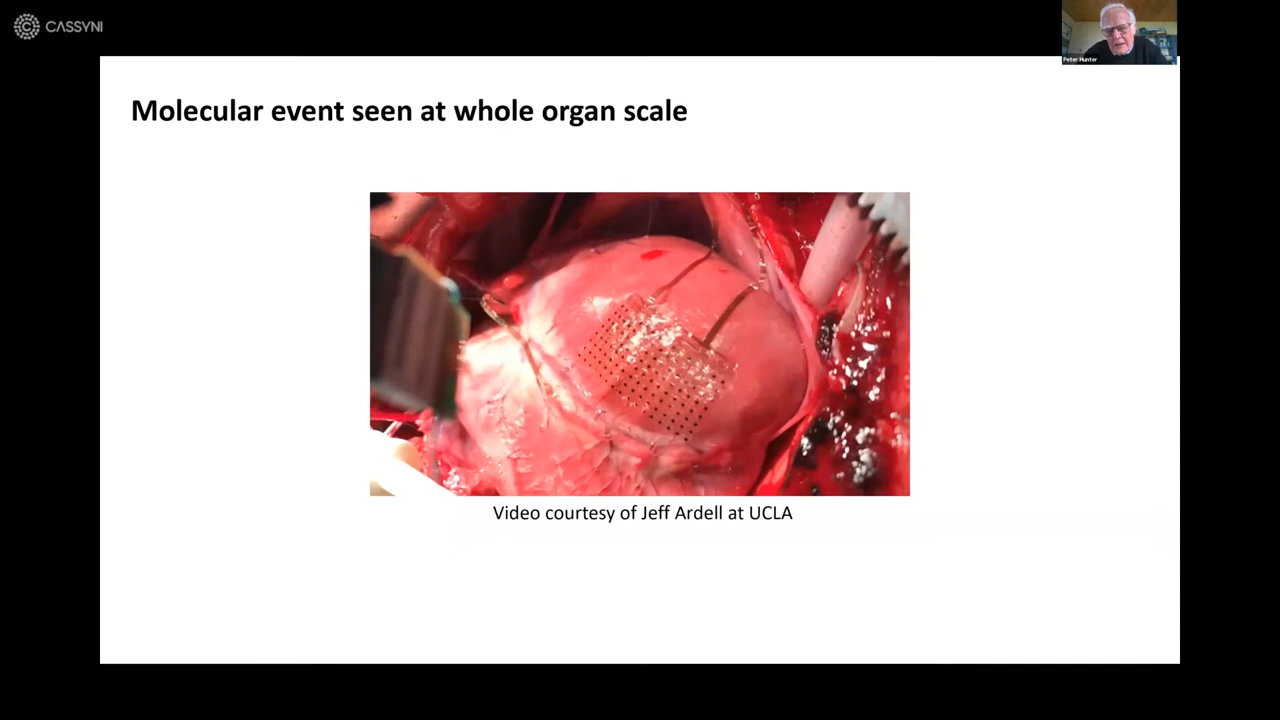 CASSYNI
Peter Hunter
Molecular event seen at whole organ scale
Video courtesy of Jeff Ardell at UCLA